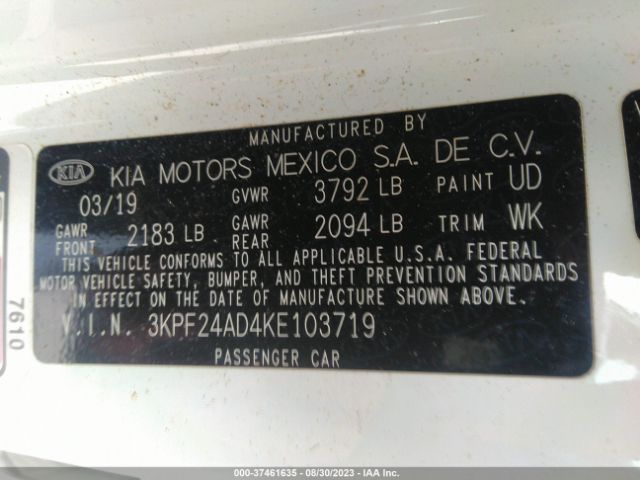 MANUFACTURED BY
KIA KIA MOTORS MEXICO S.A. DE C.V.
03/19 GVWR 3792 LB PAINT UD
GAWR FRONT 2183 LB GAWR REAR 2094 LB TRIM WK
THIS VEHICLE CONFORMS TO ALL APPLICABLE U.S.A. FEDERAL
MOTOR VEHICLE SAFETY, BUMPER, AND THEFT PREVENTION STANDARDS
IN EFFECT ON THE DATE OF MANUFACTURE SHOWN ABOVE.
V.I.N. 3KPF24AD4KE103719
PASSENGER CAR
7610
000-37461635 - 08/30/2023 - IAA Inc.